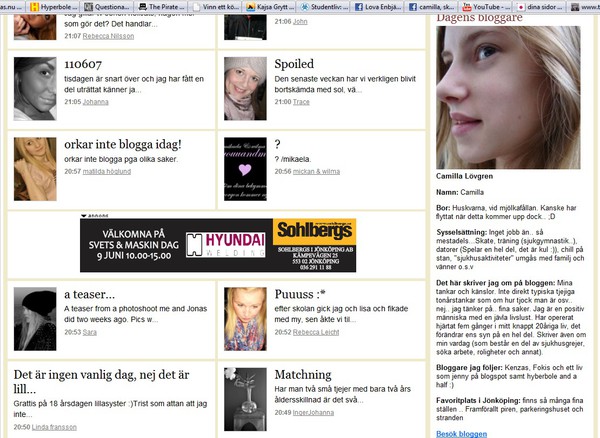 as.nu
Hyperbole
Questiona...
The Pirate ...
Vinn ett kö...
Kajsa Grytt ...
Studentliv: ...
Lova Enbjä...
camilla, sk...
YouTube – ...
dina sidor
www.t
som gör det? Det handlar...
21:07 Rebecca Nilsson
21:06 John
110607
tisdagen är snart över och jag har fått en
del uträttat känner ja...
21:05 Johanna
Spoiled
Den senaste veckan har vi verkligen blivit
bortskämda med sol, vä...
21:00 Trace
orkar inte blogga idag!
orkar inte blogga pga olika saker.
20:57 matilda höglund
?
? /mikaela.
20:56 mickan & wilma
ANNONS
VÄLKOMNA PÅ
SVETS & MASKIN DAG
9 JUNI 10.00-15.00
HYUNDAI
WELDING
Sohlbergs
SOHLBERGS I JÖNKÖPING AB
KÄMPEVÄGEN 25
553 02 JÖNKÖPING
036 291 11 88
a teaser...
A teaser from a photoshoot me and Jonas
did two weeks ago. Pics w...
20:53 Sara
Puuuss :*
efter skolan gick jag och lisa och fikade
med my, sen åkte vi til...
20:52 Rebecca Leicht
Det är ingen vanlig dag, nej det är
lill...
Grattis på 18 årsdagen lillasyster :)Trist som attan att jag
inte...
20:50 Linda fransson
Matchning
Har man två små tjejer med bara två års
åldersskillnad är det svå...
20:49 IngerJohanna
Dagens bloggare
Camilla Lövgren
Namn: Camilla
Bor: Huskvarna, vid mjölkafållan. Kanske har
flyttat när detta kommer upp dock.. ;D
Sysselsättning: Inget jobb än.. så
mestadels...Skate, träning (sjukgymnastik..),
datorer (Spelar en hel del, det är kul :)), chill på
stan, "sjukhusaktiviteter" umgås med familj och
vänner o.s.v
Det här skriver jag om på bloggen: Mina
tankar och känslor. Inte direkt typiska tjejiga
tonårstankar som om hur tjock man är osv..
nej.. jag tänker på.. fina saker. Jag är en positiv
människa med en jävla livslust. Har opererat
hjärtat fem gånger i mitt knappt 20åriga liv, det
förändrar ens syn på en hel del. Skriver även om
min vardag (som består en del av sjukhusgrejer,
söka arbete, roligheter och annat).
Bloggare jag följer: Kenzas, Fokis och ett liv
som jenny på blogspot samt hyberbole and a
half :)
Favoritplats i Jönköping: finns så många fina
ställen .. Framförallt piren, parkeringshuset och
stranden
Besök bloggen